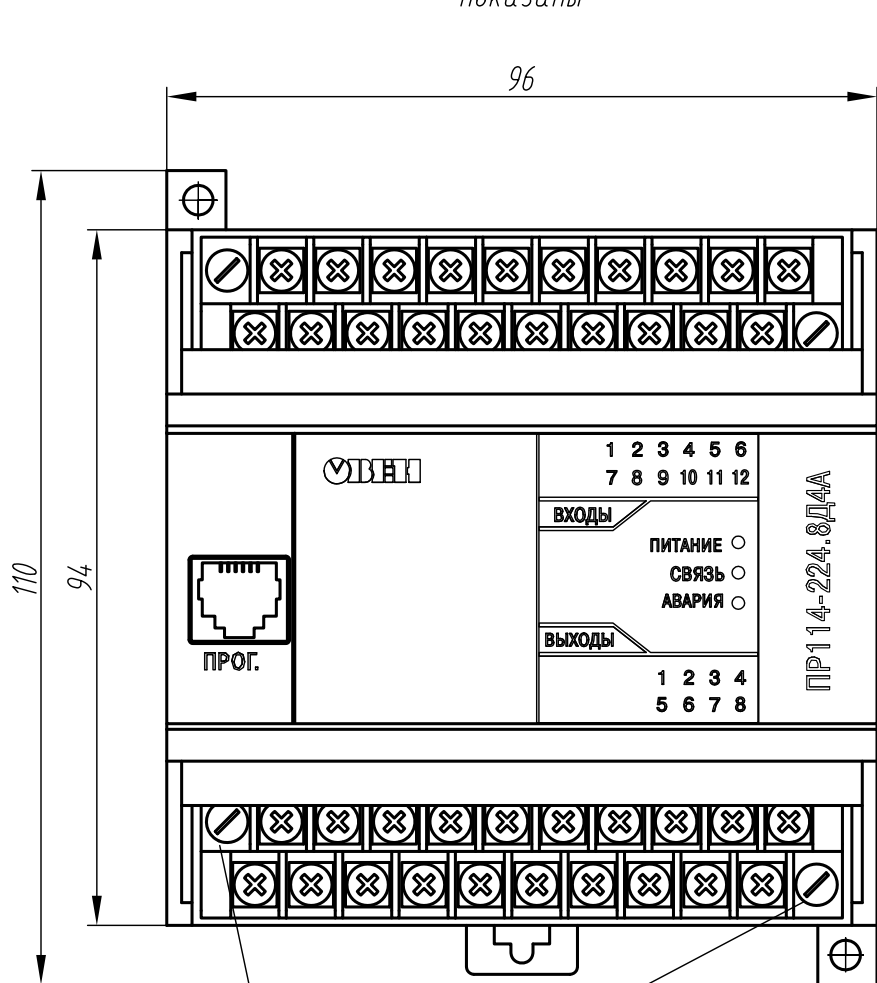 показаны
96
110
94
ОВЕН
1 2 3 4 5 6
7 8 9 10 11 12
ВХОДЫ
ПИТАНИЕ
СВЯЗЬ
АВАРИЯ
ПРОГ.
ВЫХОДЫ
1 2 3 4
5 6 7 8
ПР114-224.8Д4А